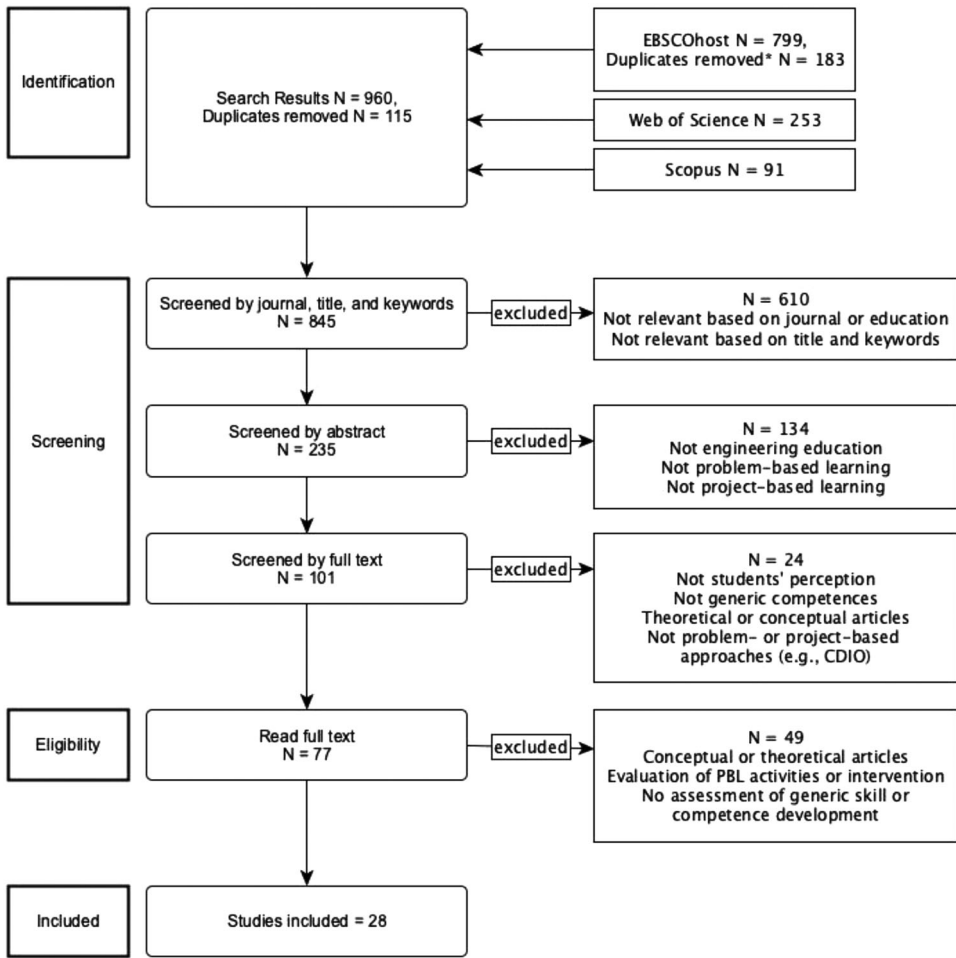 Identification
Search Results N = 960,
Duplicates removed N = 115
EBSCOhost N = 799,
Duplicates removed* N = 183
Web of Science N = 253
Scopus N = 91
Screening
Screened by journal, title, and keywords
N = 845
excluded
N = 610
Not relevant based on journal or education
Not relevant based on title and keywords
Screened by abstract
N = 235
excluded
N = 134
Not engineering education
Not problem-based learning
Not project-based learning
Screened by full text
N = 101
excluded
N = 24
Not students' perception
Not generic competences
Theoretical or conceptual articles
Not problem- or project-based
approaches (e.g., CDIO)
Eligibility
Read full text
N = 77
excluded
N = 49
Conceptual or theoretical articles
Evaluation of PBL activities or intervention
No assessment of generic skill or
competence development
Included
Studies included = 28